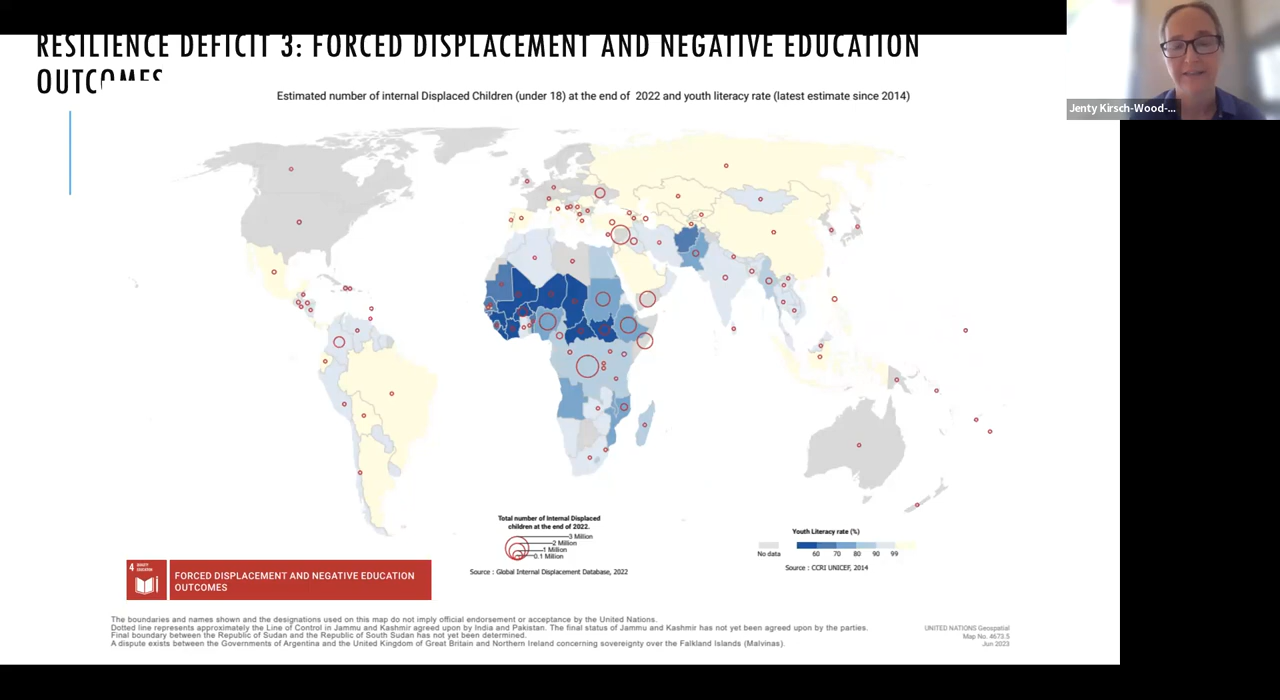 RESILIENCE DEFICIT 3: FORCED DISPLACEMENT AND NEGATIVE EDUCATION
OUTCOMES
Jenty Kirsch-Wood-...
Estimated number of internal Displaced Children (under 18) at the end of 2022 and youth literacy rate (latest estimate since 2014)
Total number of Internal Displaced
children at the end of 2022.
3 Million
2 Million
1 Million
0.1 Million
Source : Global Internal Displacement Database, 2022
Youth Literacy rate (%)
No data 60 70 80 90 99
Source : CCRI UNICEF, 2014
4 QUALITY
EDUCATION
FORCED DISPLACEMENT AND NEGATIVE EDUCATION
OUTCOMES
The boundaries and names shown and the designations used on this map do not imply official endorsement or acceptance by the United Nations.
Dotted line represents approximately the Line of Control in Jammu and Kashmir agreed upon by India and Pakistan. The final status of Jammu and Kashmir has not yet been agreed upon by the parties.
Final boundary between the Republic of Sudan and the Republic of South Sudan has not yet been determined.
A dispute exists between the Governments of Argentina and the United Kingdom of Great Britain and Northern Ireland concerning sovereignty over the Falkland Islands (Malvinas).
UNITED NATIONS Geospatial
Map No. 4673.5
Jun 2023